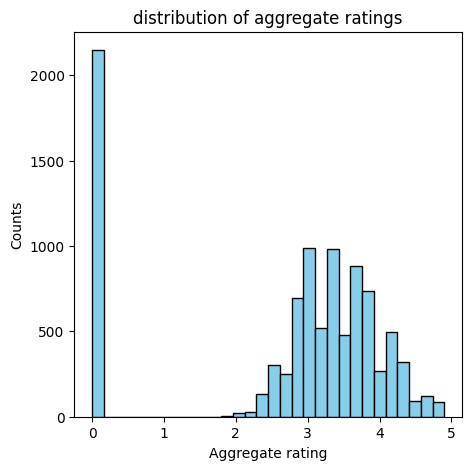 distribution of aggregate ratings
Counts
2000
1500
1000
500
0
0 1 2 3 4 5
Aggregate rating